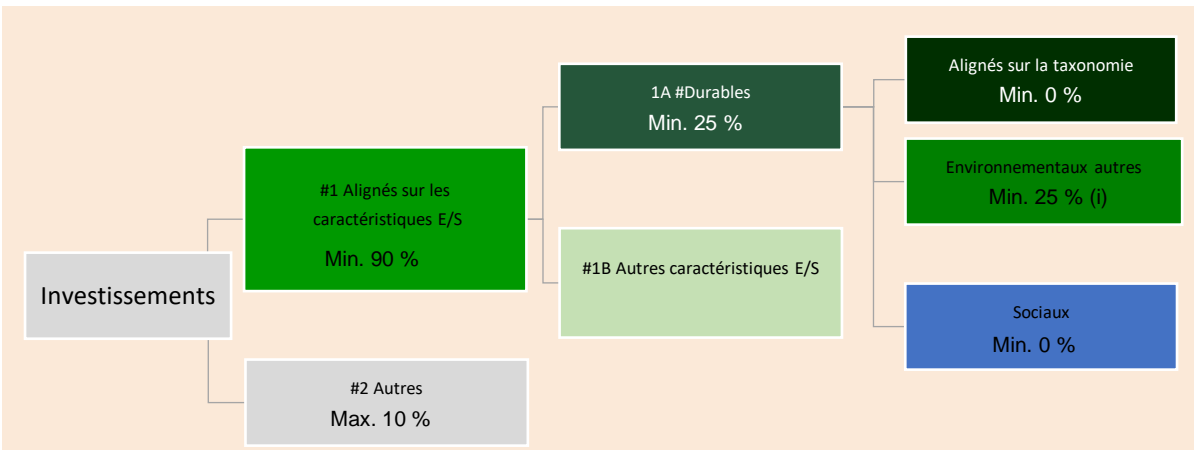 Investissements
#1 Alignés sur les
caractéristiques E/S
Min. 90 %
#2 Autres
Max. 10 %
1A #Durables
Min. 25 %
#1B Autres caractéristiques E/S
Alignés sur la taxonomie
Min. 0 %
Environnementaux autres
Min. 25 % (i)
Sociaux
Min. 0 %